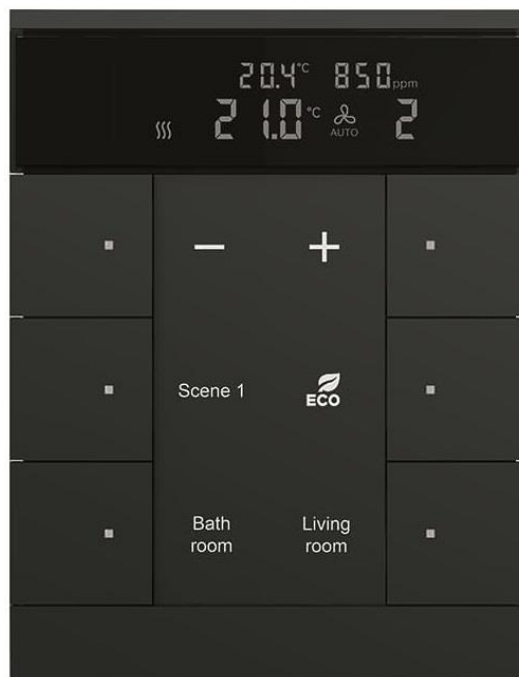 20.4°C 850ppm
21.0°C AUTO 2
− +
Scene 1 ECO
Bath room Living room